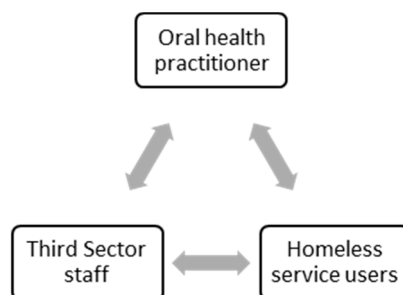 Oral health
practitioner
Third Sector
staff
Homeless
service users